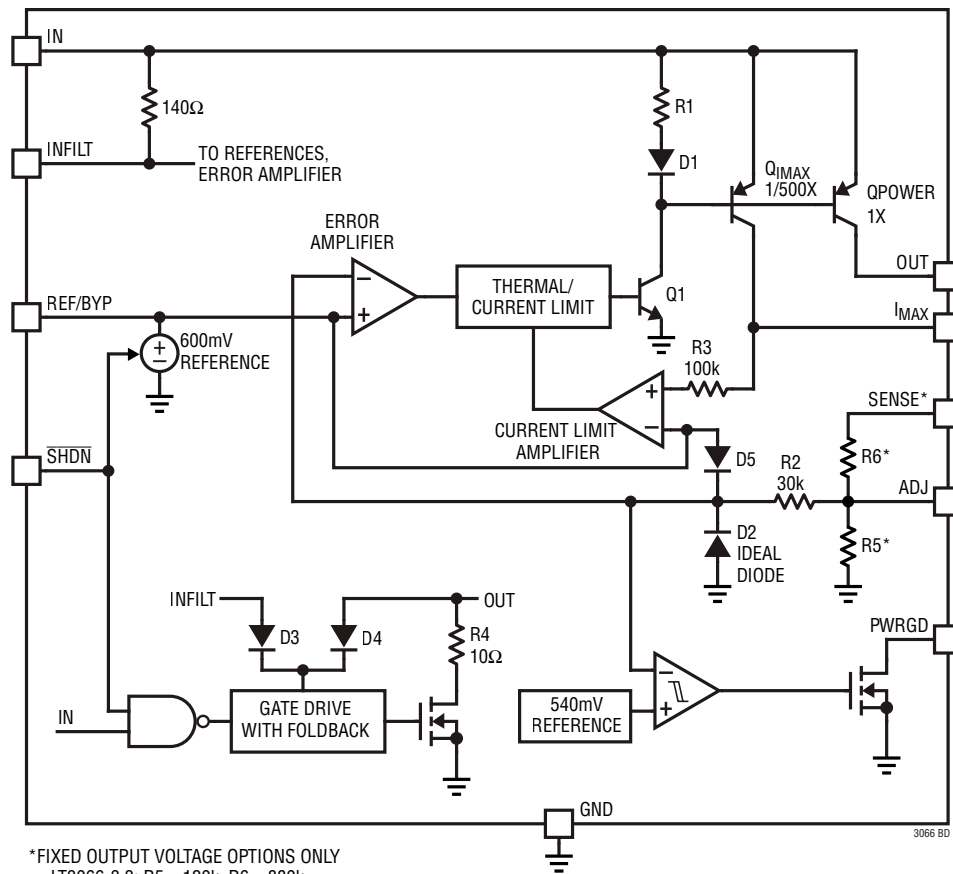 IN
140Ω
INFILT
TO REFERENCES,
ERROR AMPLIFIER
R1
D1
QIMAX
1/500X
QPOWER
1X
ERROR
AMPLIFIER
OUT
REF/BYP
THERMAL/
CURRENT LIMIT
Q1
IMAX
600mV
REFERENCE
R3
100k
SENSE*
CURRENT LIMIT
AMPLIFIER
SHDN
D5
R6*
R2
30k
ADJ
D2
IDEAL
DIODE
R5*
INFILT
OUT
D3
D4
R4
10Ω
PWRGD
IN
GATE DRIVE
WITH FOLDBACK
540mV
REFERENCE
GND
3066 BD
*FIXED OUTPUT VOLTAGE OPTIONS ONLY